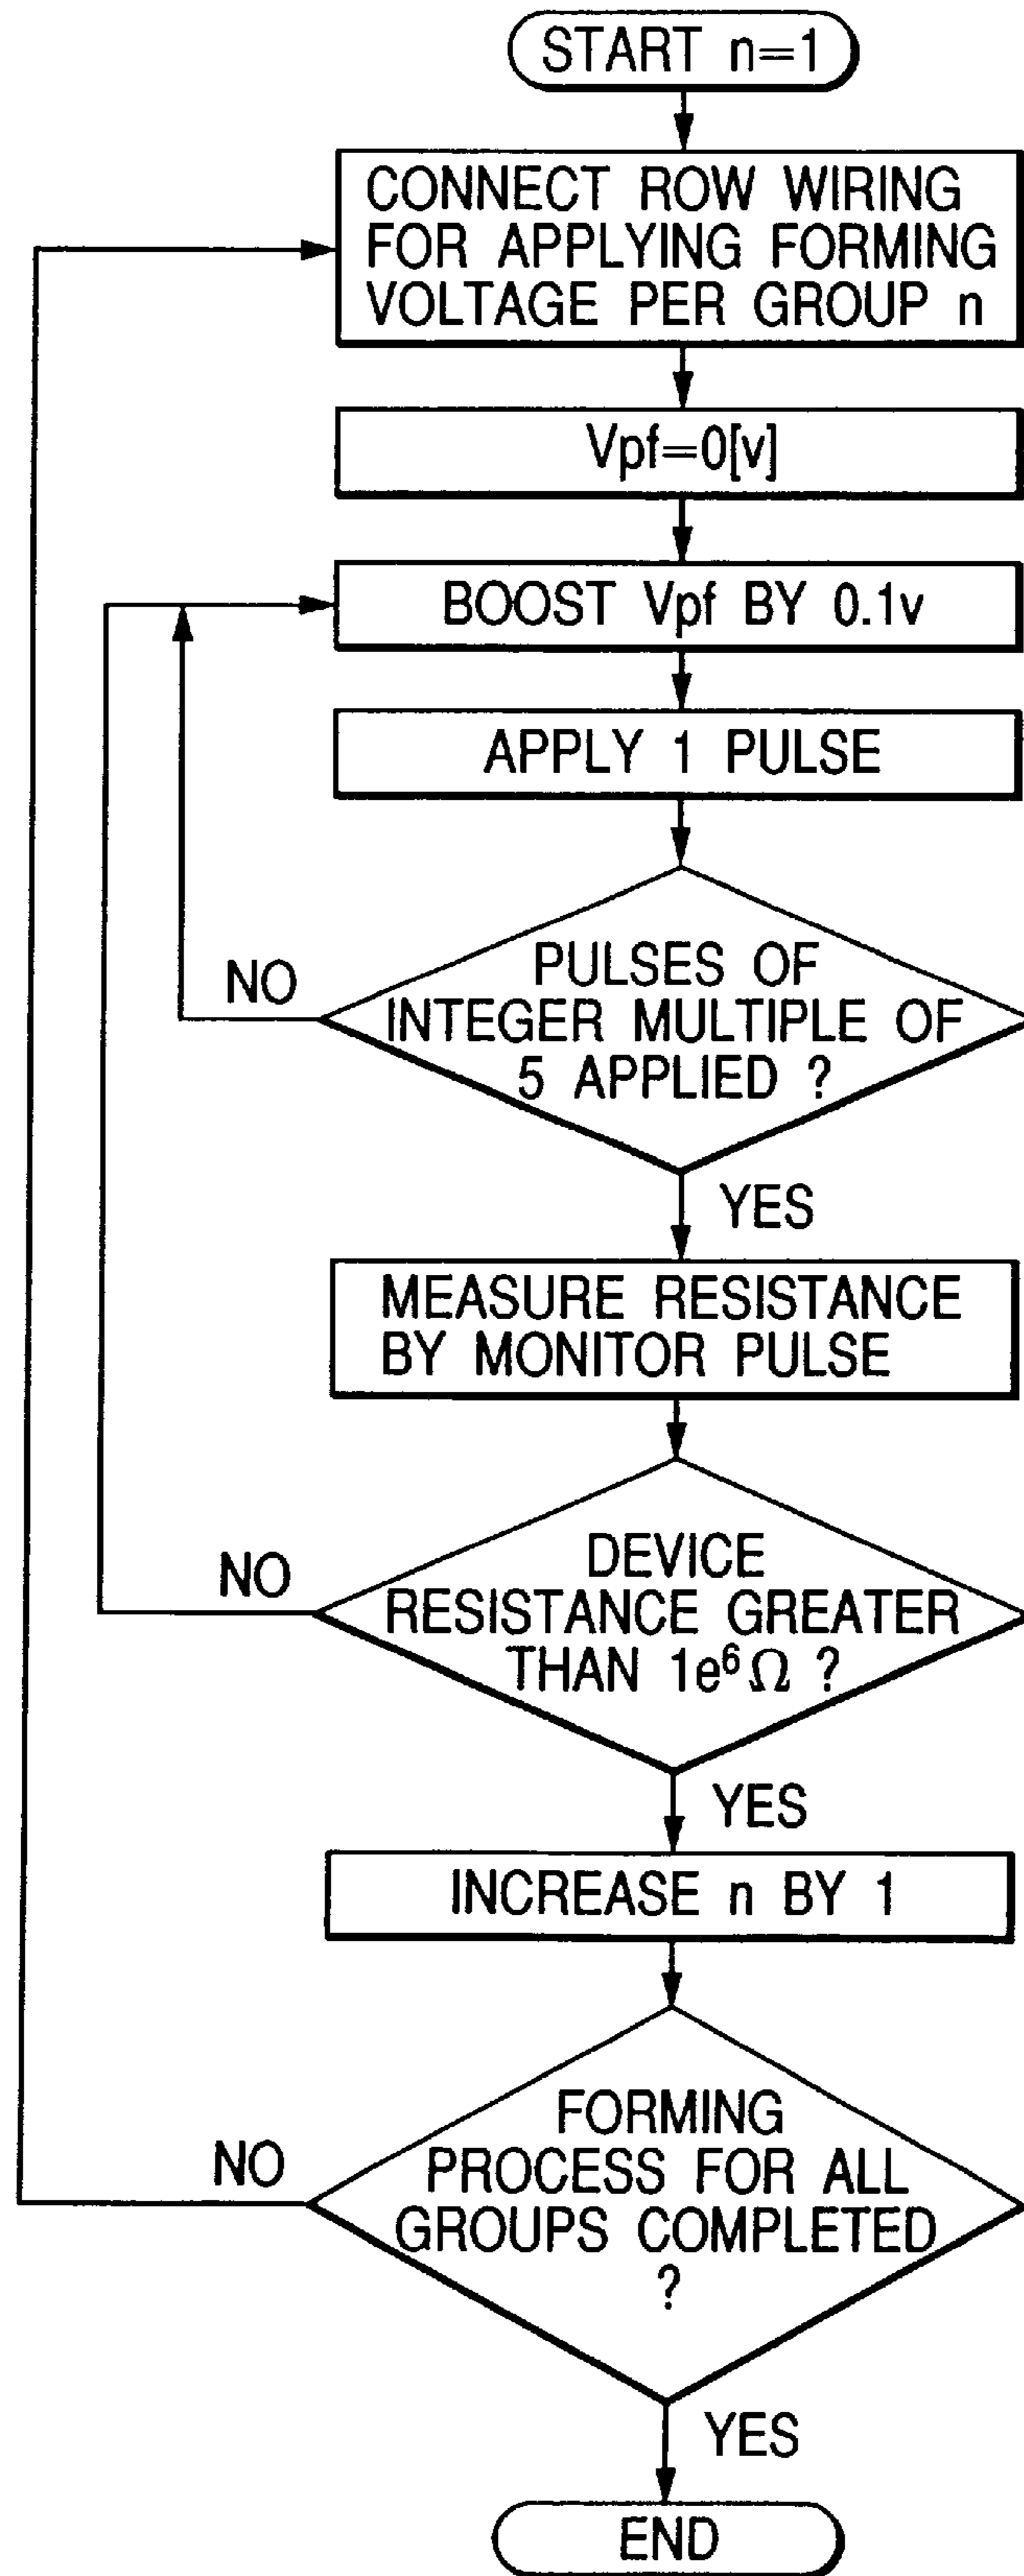 START n=1
CONNECT ROW WIRING
FOR APPLYING FORMING
VOLTAGE PER GROUP n
Vpf=0[v]
BOOST Vpf BY 0.1v
APPLY 1 PULSE
PULSES OF
INTEGER MULTIPLE OF
5 APPLIED ?
NO
YES
MEASURE RESISTANCE
BY MONITOR PULSE
DEVICE
RESISTANCE GREATER
THAN 1e⁶Ω ?
NO
YES
INCREASE n BY 1
FORMING
PROCESS FOR ALL
GROUPS COMPLETED
?
NO
YES
END